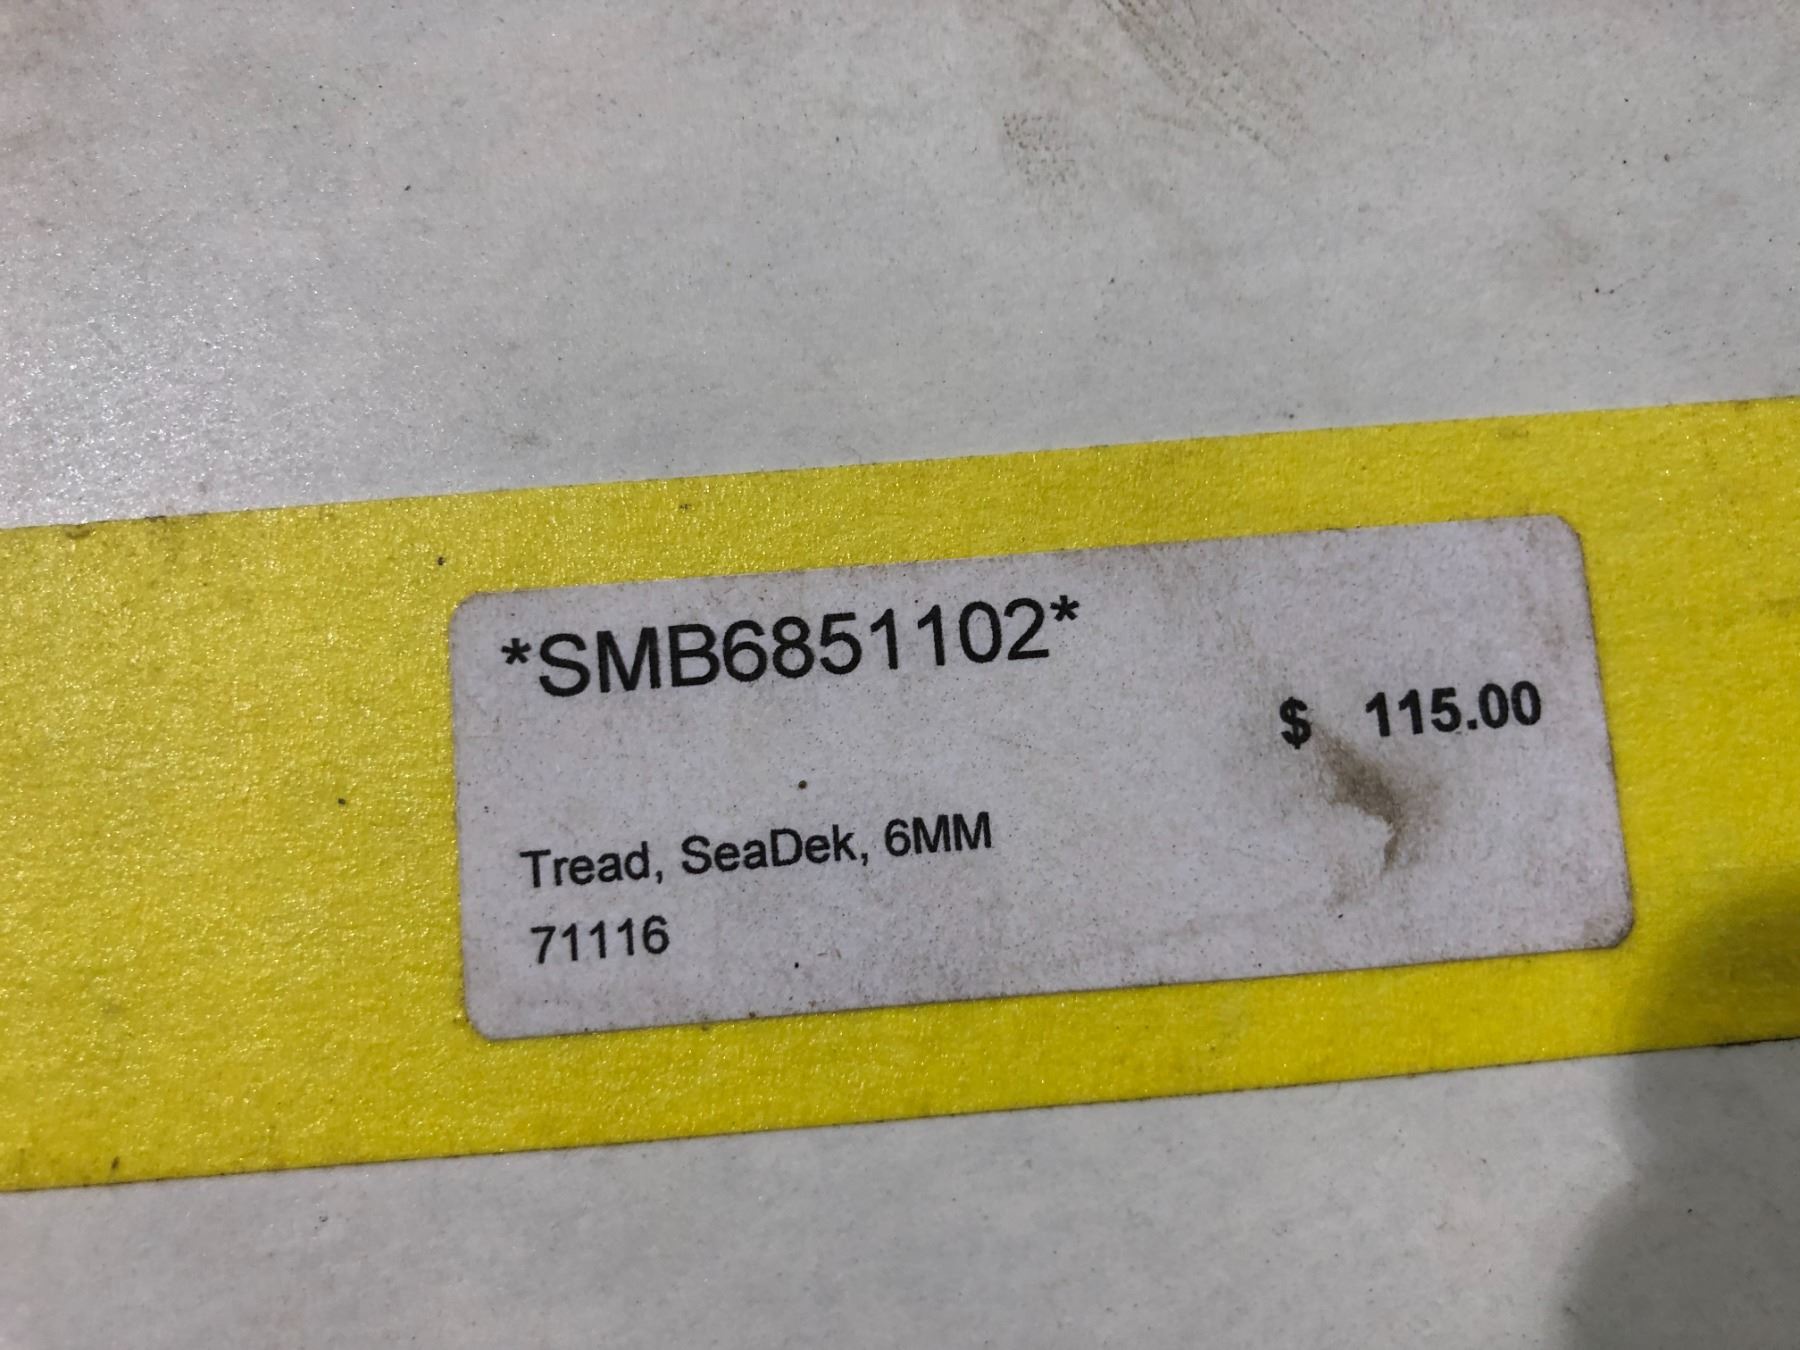 *SMB6851102*
$ 115.00
Tread, SeaDek, 6MM
71116